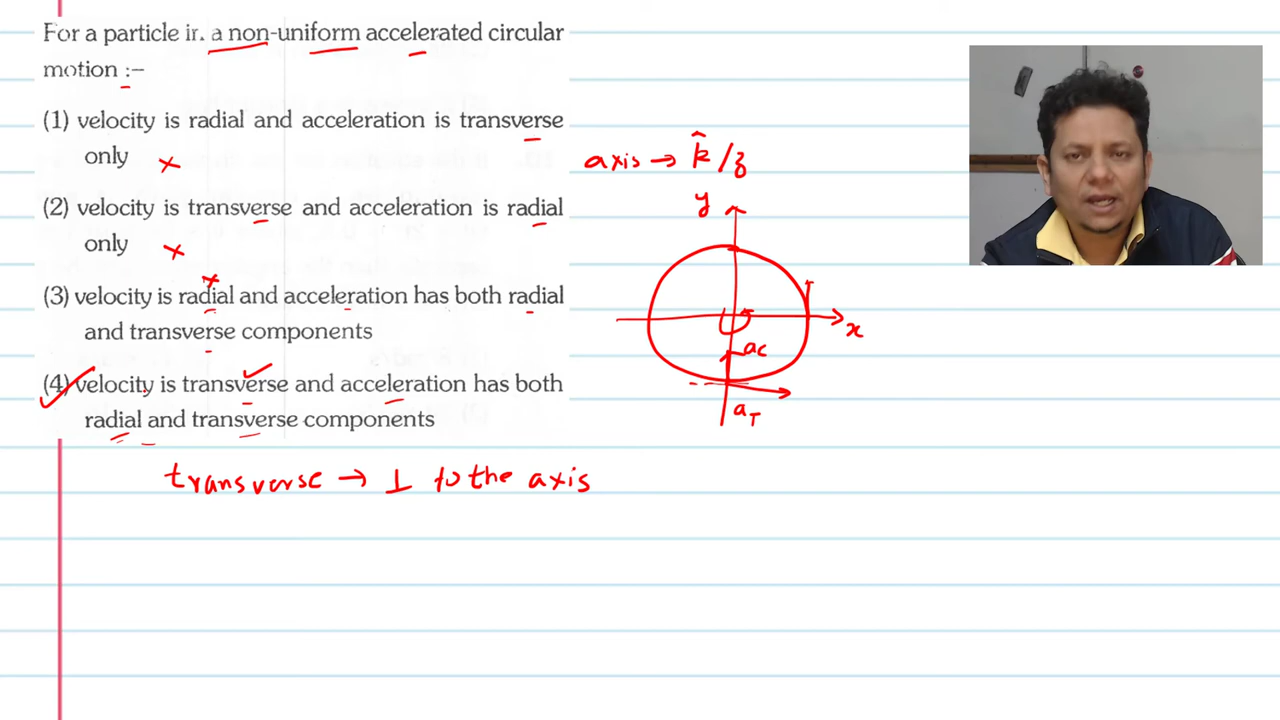 For a particle in a non-uniform accelerated circular
motion :–
(1) velocity is radial and acceleration is transverse
only ×
(2) velocity is transverse and acceleration is radial
only ×
×
(3) velocity is radial and acceleration has both radial
and transverse components
(4) velocity is transverse and acceleration has both
radial and transverse components
transverse → ⊥ to the axis
axis → k̂ / z
y
x
ac
aT